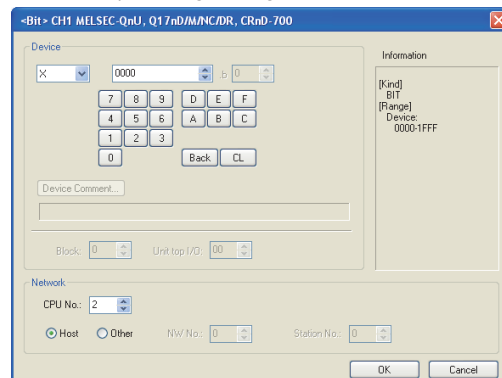 <Bit> CH1 MELSEC-QnU, Q17nD/M/NC/DR, CRnD-700
Device
X 0000 .b 0
7 8 9 D E F
4 5 6 A B C
1 2 3
0 Back CL
Device Comment...
Block: 0 Unit top I/O: 00
Information
[Kind]
BIT
[Range]
Device:
0000-1FFF
Network
CPU No.: 2
Host Other NW No.: 0 Station No.: 0
OK Cancel